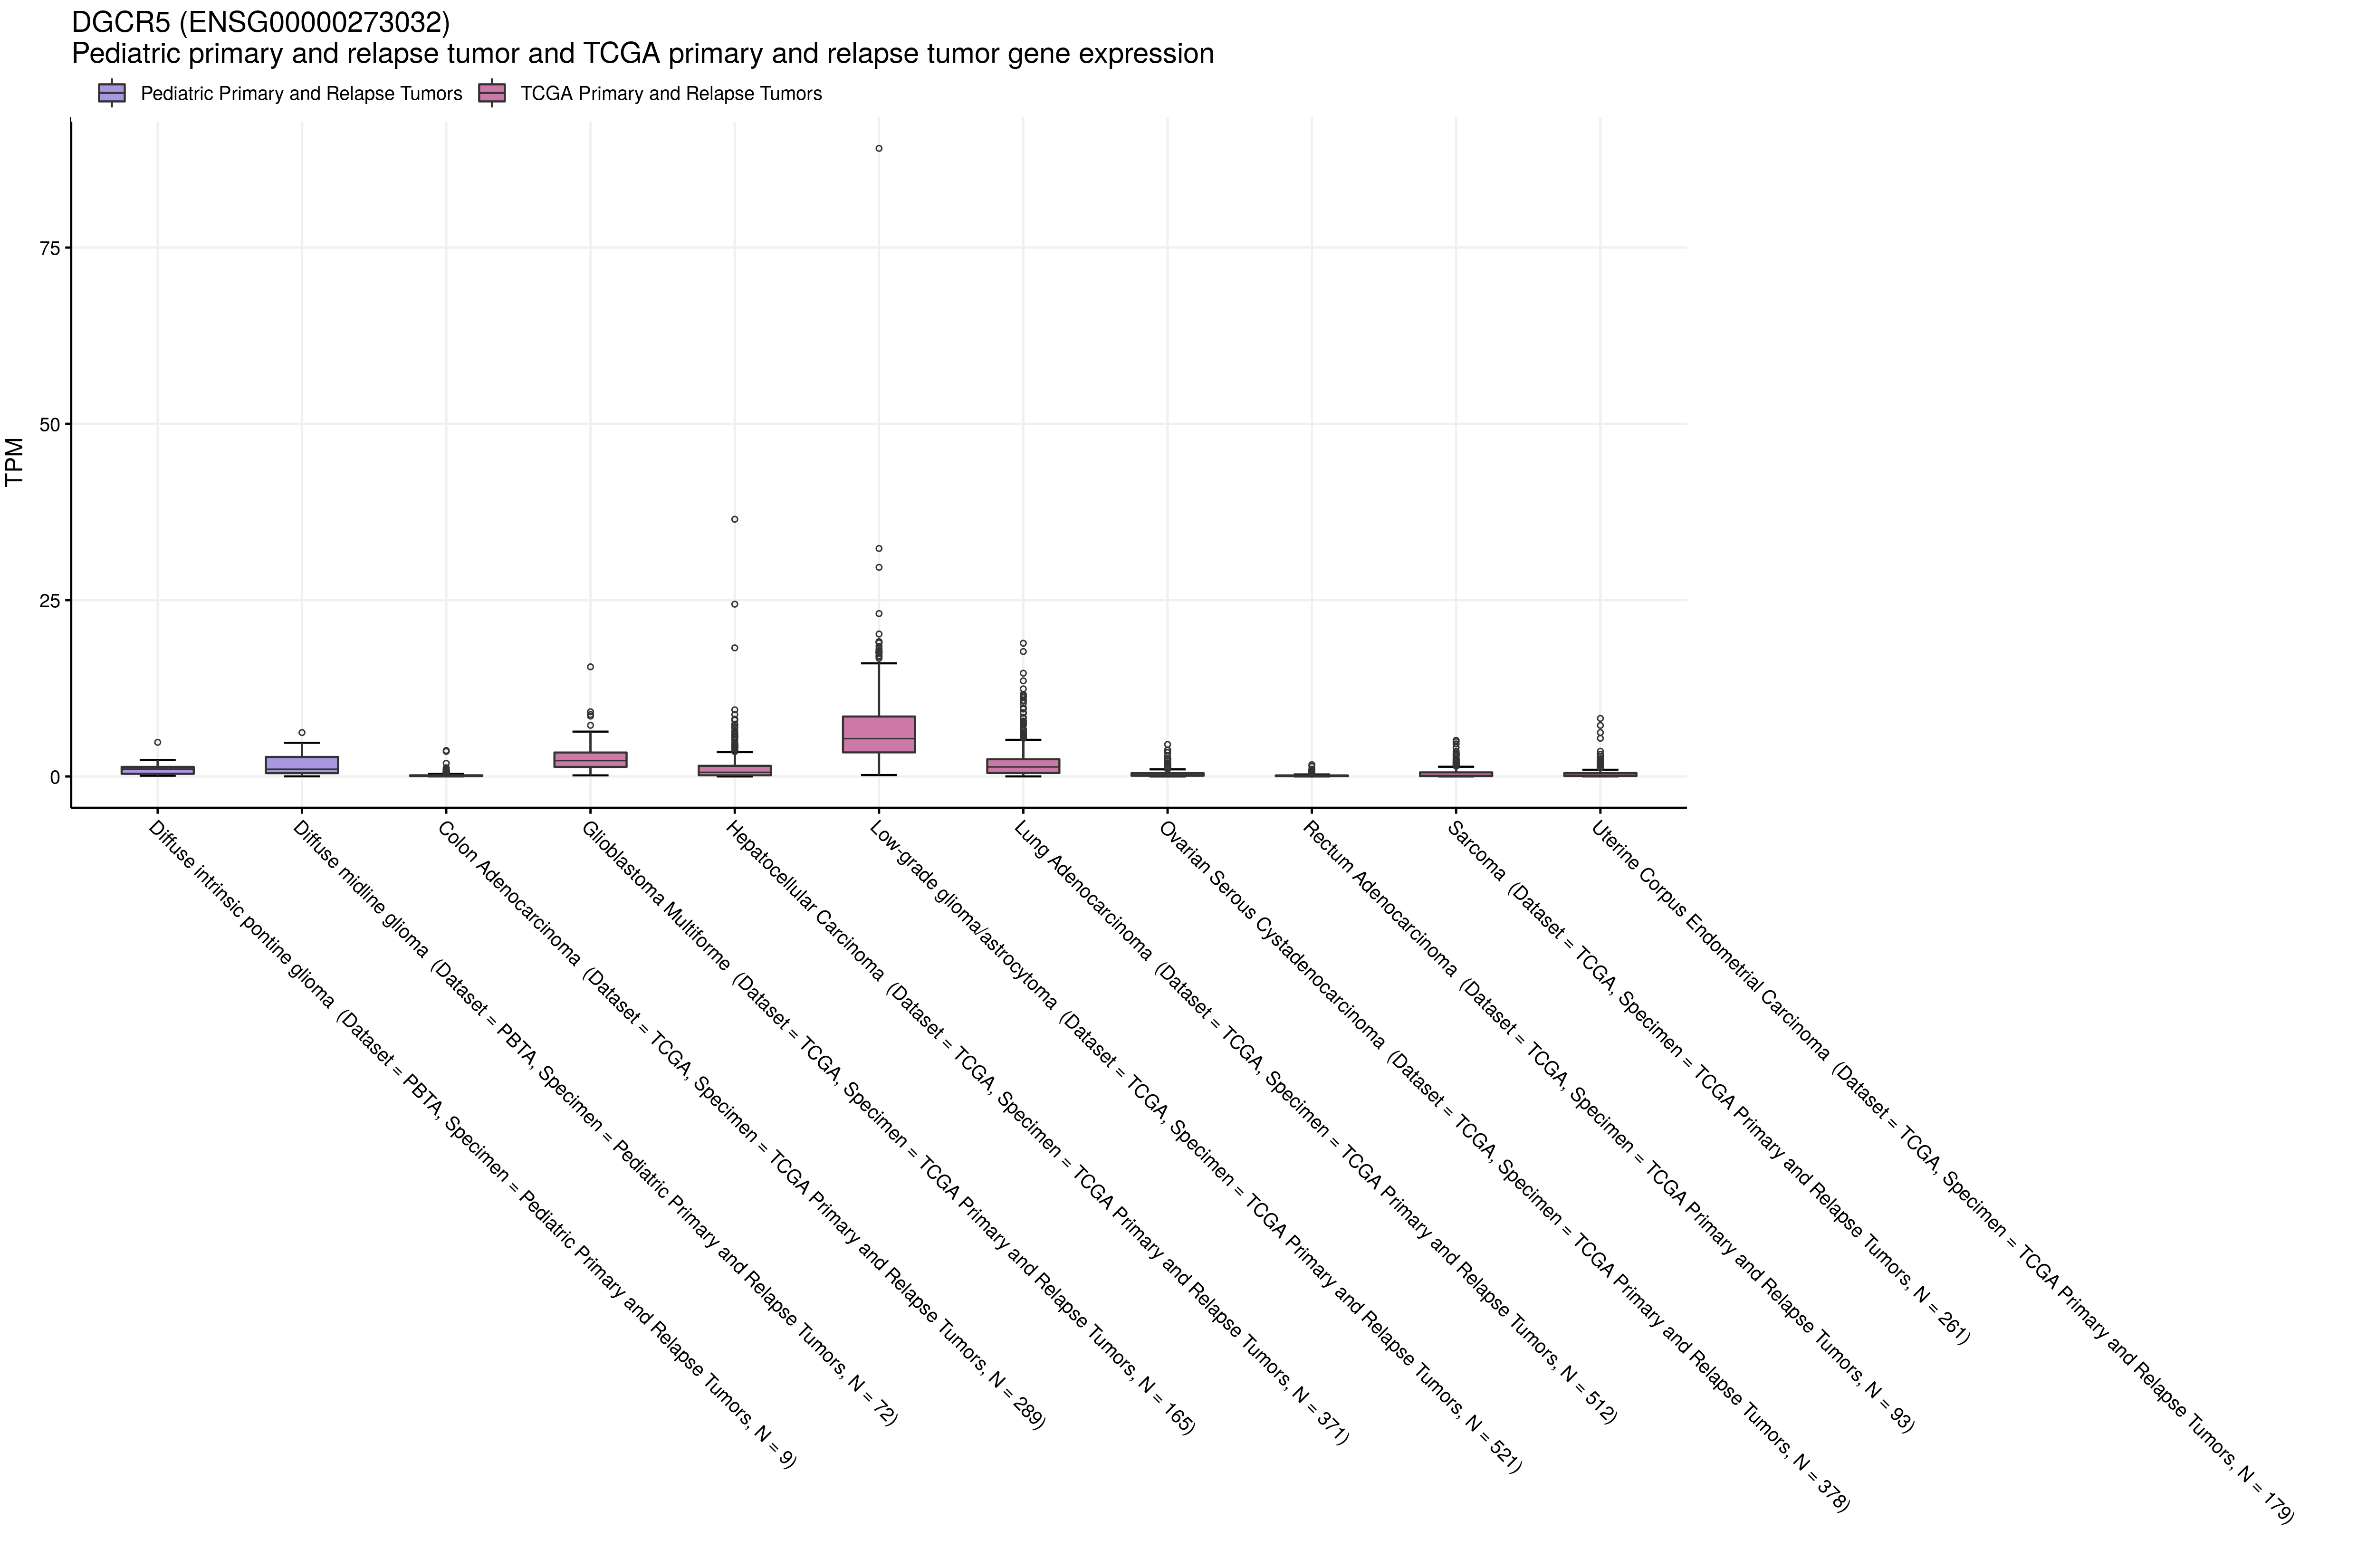 DGCR5 (ENSG00000273032)
Pediatric primary and relapse tumor and TCGA primary and relapse tumor gene expression
Pediatric Primary and Relapse Tumors
TCGA Primary and Relapse Tumors
TPM
75
50
25
0
Diffuse intrinsic pontine glioma (Dataset = PBTA, Specimen = Pediatric Primary and Relapse Tumors, N = 9)
Diffuse midline glioma (Dataset = PBTA, Specimen = Pediatric Primary and Relapse Tumors, N = 72)
Colon Adenocarcinoma (Dataset = TCGA, Specimen = TCGA Primary and Relapse Tumors, N = 289)
Glioblastoma Multiforme (Dataset = TCGA, Specimen = TCGA Primary and Relapse Tumors, N = 165)
Hepatocellular Carcinoma (Dataset = TCGA, Specimen = TCGA Primary and Relapse Tumors, N = 371)
Low-grade glioma/astrocytoma (Dataset = TCGA, Specimen = TCGA Primary and Relapse Tumors, N = 521)
Lung Adenocarcinoma (Dataset = TCGA, Specimen = TCGA Primary and Relapse Tumors, N = 512)
Ovarian Serous Cystadenocarcinoma (Dataset = TCGA, Specimen = TCGA Primary and Relapse Tumors, N = 378)
Rectum Adenocarcinoma (Dataset = TCGA, Specimen = TCGA Primary and Relapse Tumors, N = 93)
Sarcoma (Dataset = TCGA, Specimen = TCGA Primary and Relapse Tumors, N = 261)
Uterine Corpus Endometrial Carcinoma (Dataset = TCGA, Specimen = TCGA Primary and Relapse Tumors, N = 179)